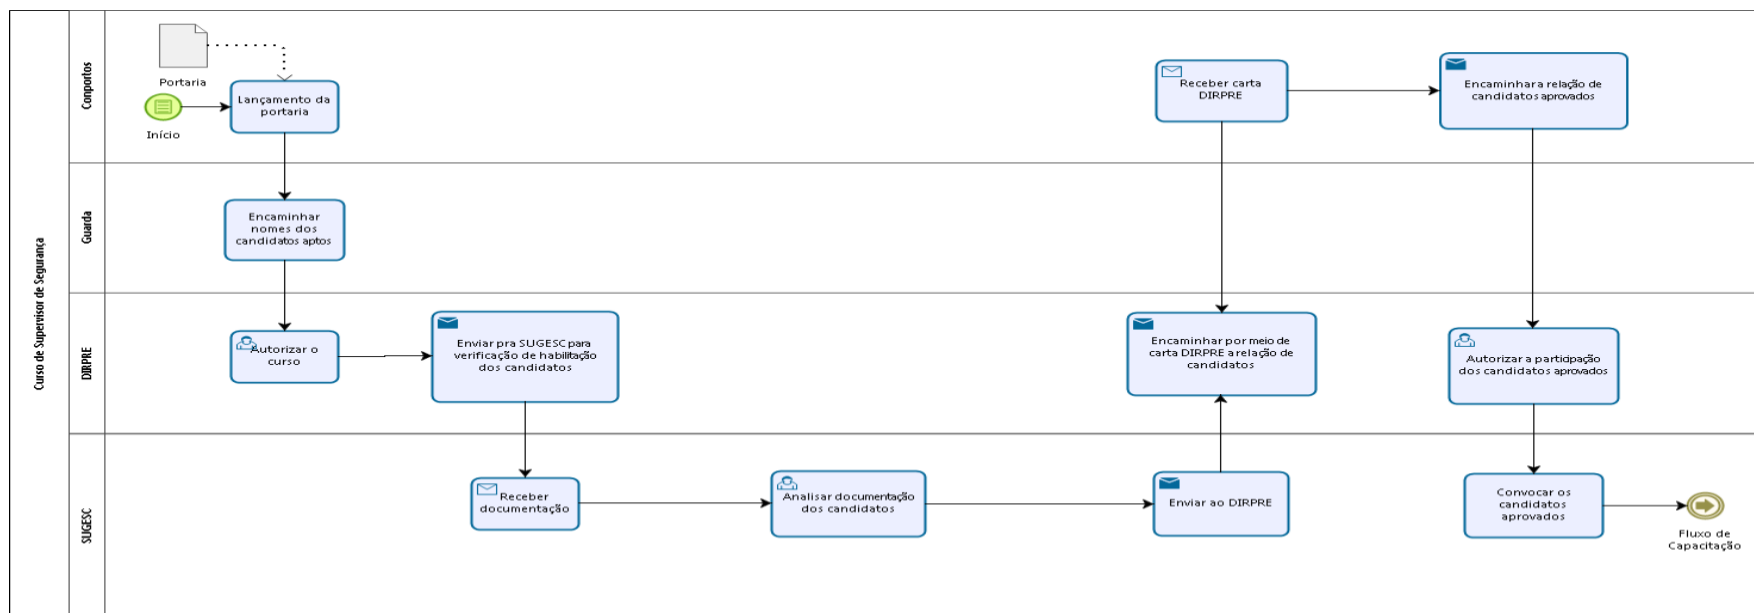 Curso de Supervisor de Segurança
Conportos
Portaria
Início
Lançamento da
portaria
Receber carta
DIRPRE
Encaminhar a relação de
candidatos aprovados
Guarda
Encaminhar
nomes dos
candidatos aptos
DIRPRE
Autorizar o
curso
Enviar pra SUGESC para
verificação de habilitação
dos candidatos
Encaminhar por meio de
carta DIRPRE a relação de
candidatos
Autorizar a participação
dos candidatos aprovados
SUGESC
Receber
documentação
Analisar documentação
dos candidatos
Enviar ao DIRPRE
Convocar os
candidatos
aprovados
Fluxo de
Capacitação